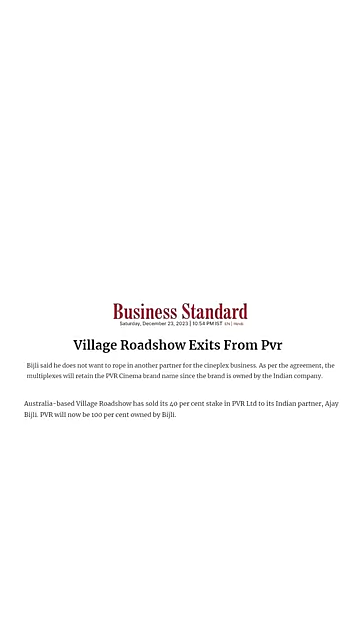 Business Standard
Saturday, December 23, 2023 | 10:54 PM IST EN | Hindi
Village Roadshow Exits From Pvr
Bijli said he does not want to rope in another partner for the cineplex business. As per the agreement, the
multiplexes will retain the PVR Cinema brand name since the brand is owned by the Indian company.
Australia-based Village Roadshow has sold its 40 per cent stake in PVR Ltd to its Indian partner, Ajay
Bijli. PVR will now be 100 per cent owned by Bijli.